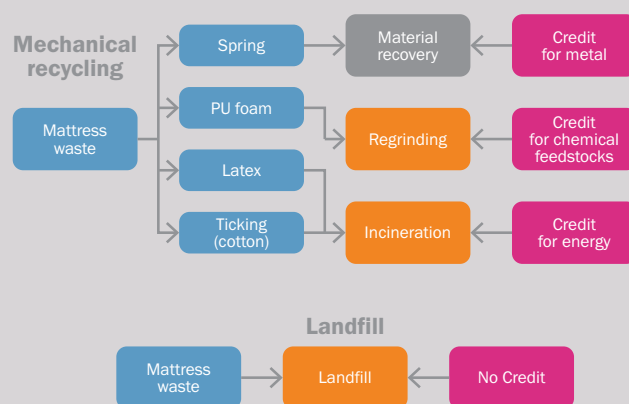 Mechanical
recycling
Mattress
waste
Spring
Material
recovery
Credit
for metal
PU foam
Regrinding
Credit
for chemical
feedstocks
Latex
Ticking
(cotton)
Incineration
Credit
for energy
Landfill
Mattress
waste
Landfill
No Credit